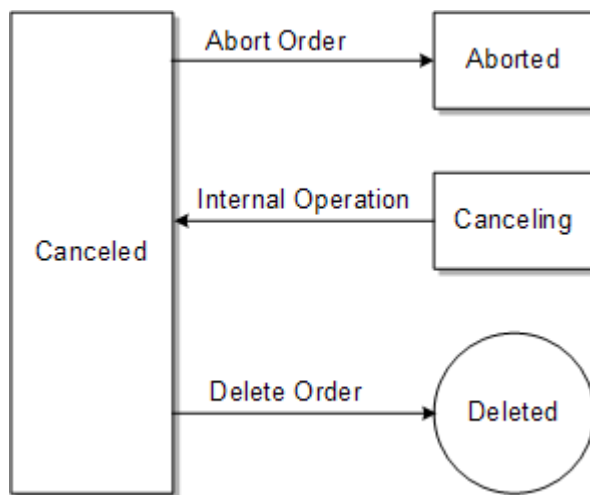 Abort Order
Aborted
Internal Operation
Canceling
Canceled
Delete Order
Deleted